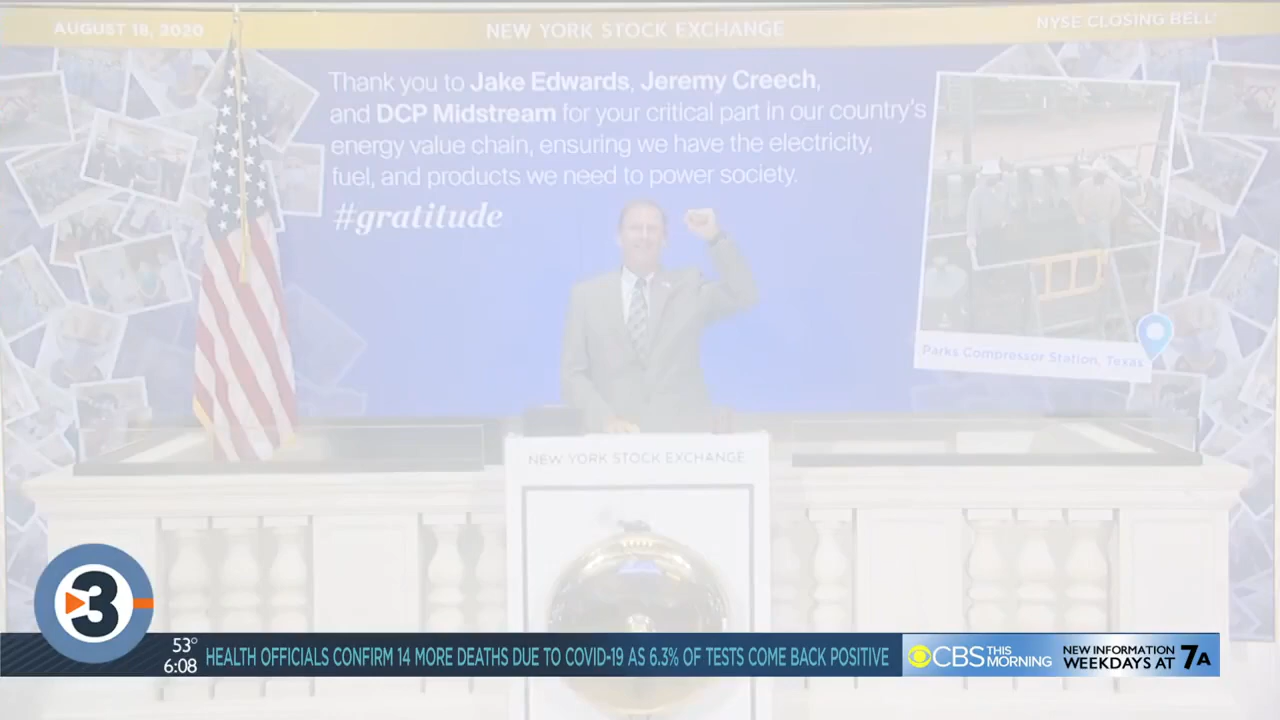 AUGUST 18, 2020
NEW YORK STOCK EXCHANGE
NYSE CLOSING BELL
Thank you to Jake Edwards, Jeremy Creech,
and DCP Midstream for your critical part in our country's
energy value chain, ensuring we have the electricity,
fuel, and products we need to power society.
#gratitude
Parks Compressor Station, Texas
NEW YORK STOCK EXCHANGE
3
53°
6:08
HEALTH OFFICIALS CONFIRM 14 MORE DEATHS DUE TO COVID-19 AS 6.3% OF TESTS COME BACK POSITIVE
CBS THIS MORNING
NEW INFORMATION
WEEKDAYS AT 7A